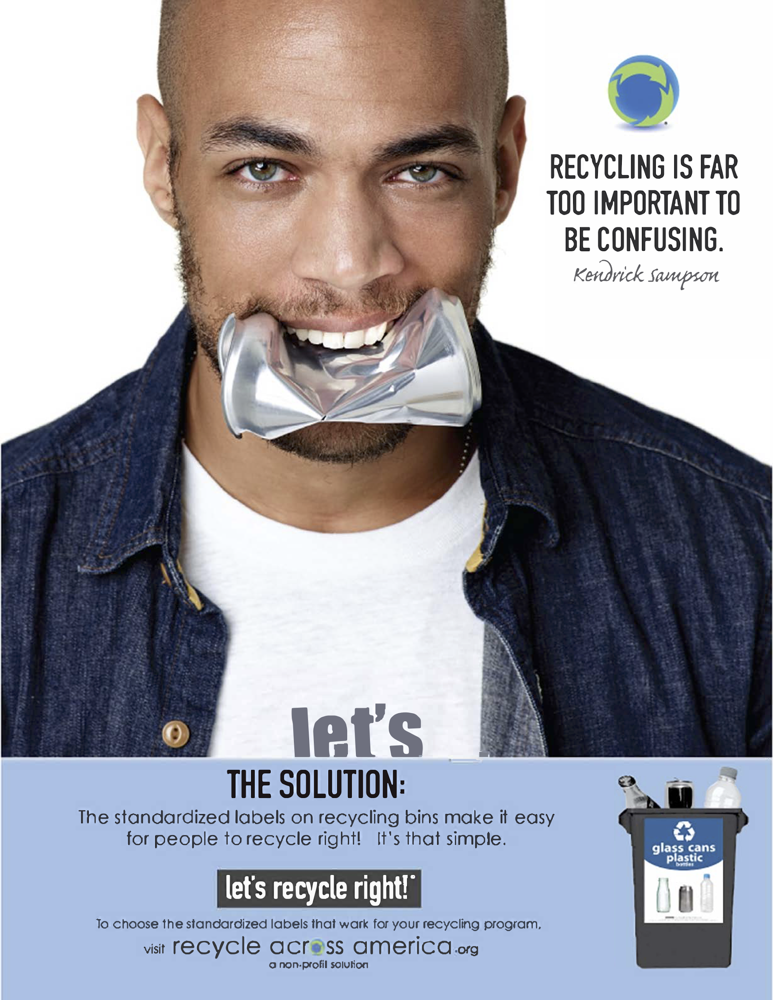 RECYCLING IS FAR
TOO IMPORTANT TO
BE CONFUSING.
Kendrick Sampson
let's
THE SOLUTION:
The standardized labels on recycling bins make it easy
for people to recycle right! It's that simple.
glass cans
plastic
bottles
let's recycle right!
To choose the standardized labels that work for your recycling program,
visit recycle across america.org
a non-profit solution